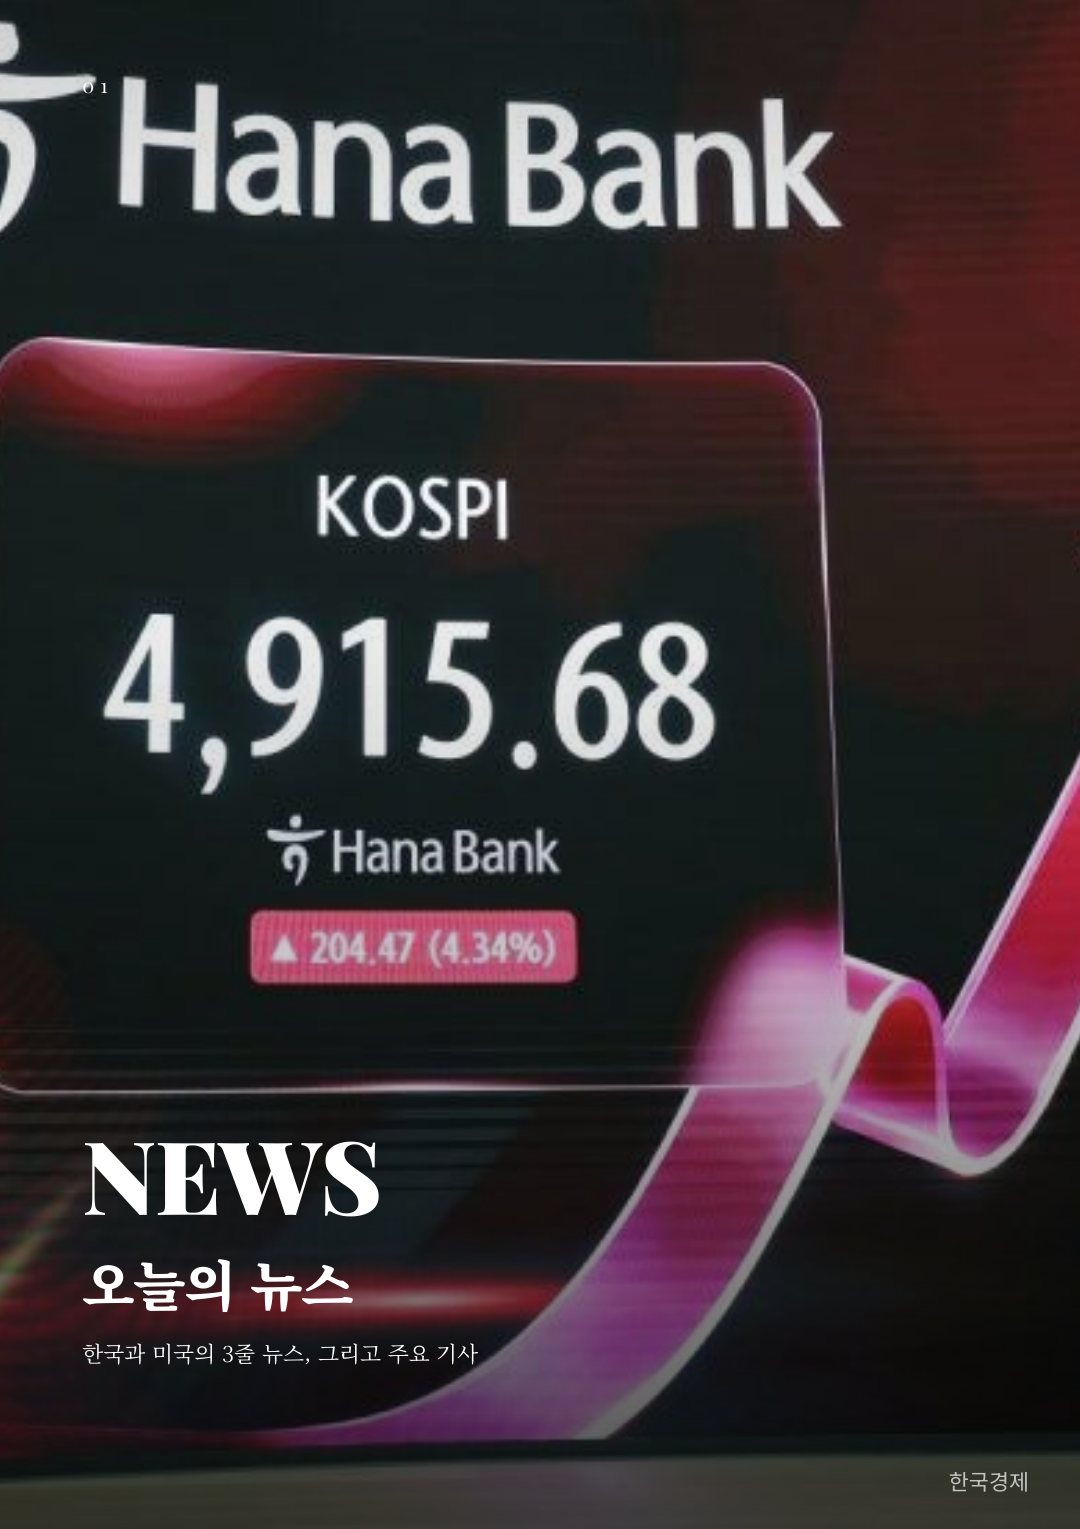 01
Hana Bank
KOSPI
4,915.68
Hana Bank
▲ 204.47 (4.34%)
NEWS
오늘의 뉴스
한국과 미국의 3줄 뉴스, 그리고 주요 기사
한국경제